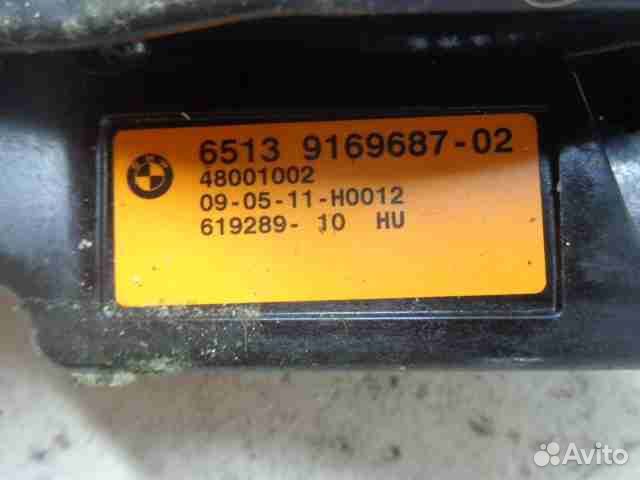 6513 9169687-02
48001002
09-05-11-H0012
619289- 10 HU
Avito